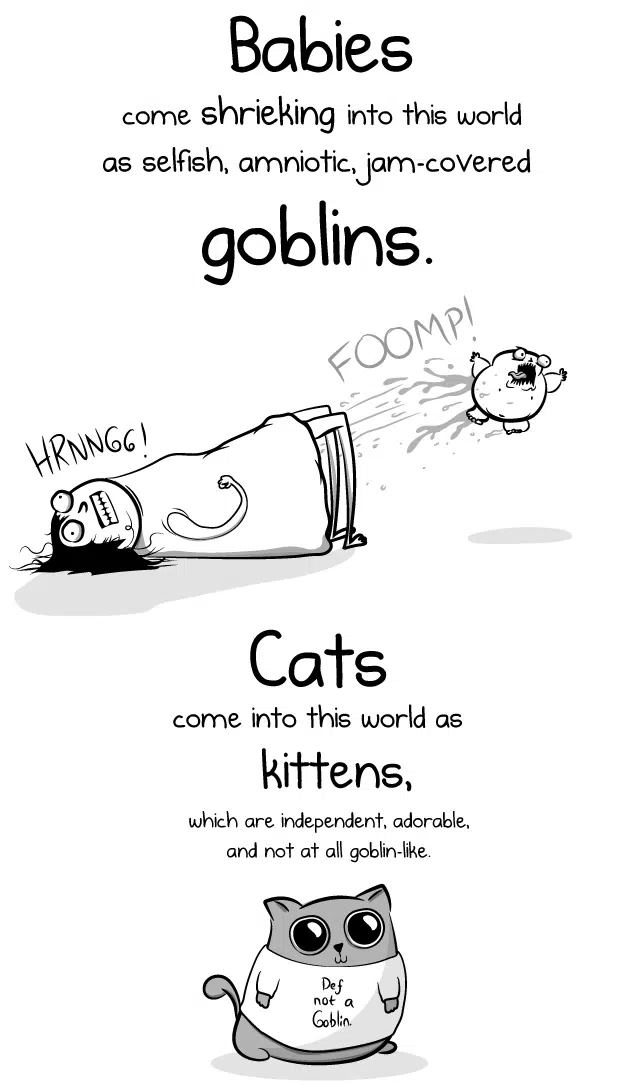 Babies
come shrieking into this world
as selfish, amniotic, jam-covered
goblins.
FOOMP!
HRNNGG!
Cats
come into this world as
kittens,
which are independent, adorable,
and not at all goblin-like.
Def
not a
Goblin.